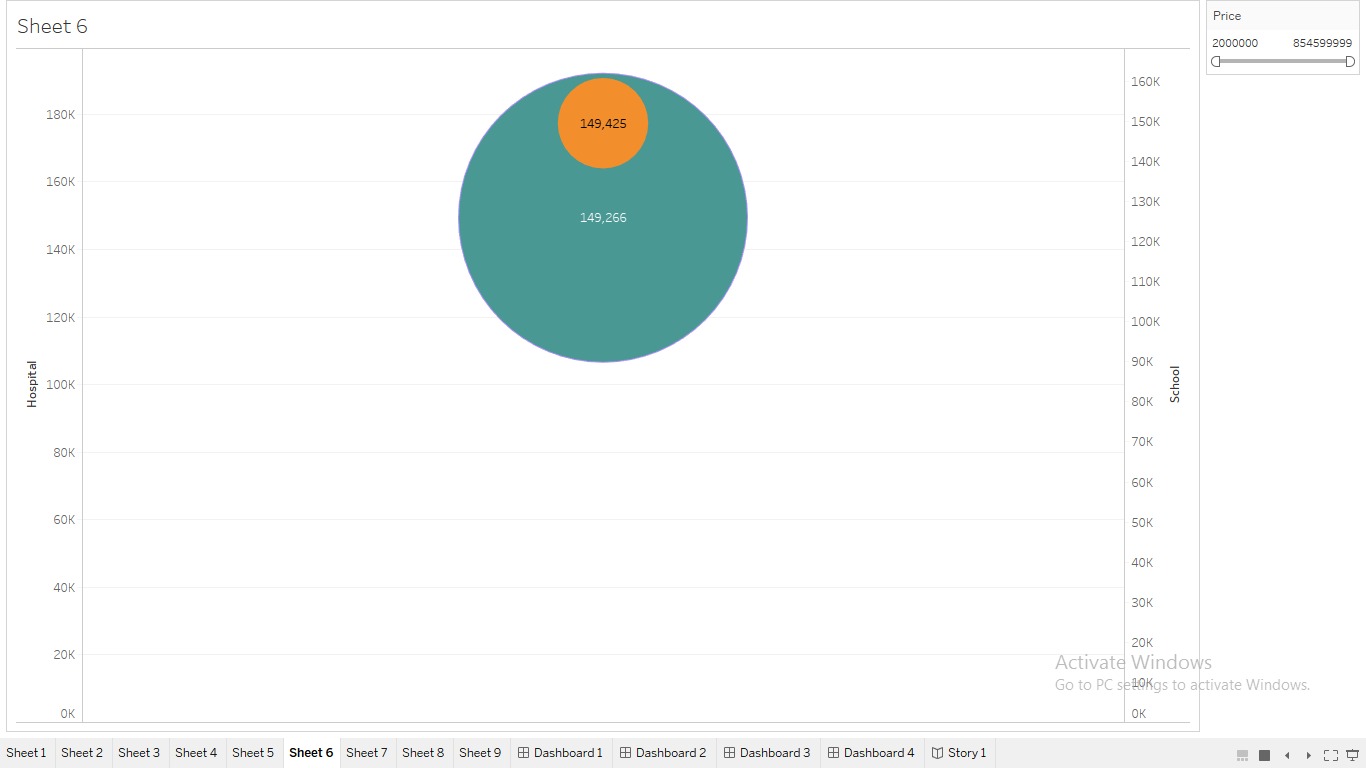 Sheet 6
Price
2000000 854599999
180K
160K
140K
120K
100K
80K
60K
40K
20K
0K
Hospital
149,425
149,266
160K
150K
140K
130K
120K
110K
100K
90K
80K
70K
60K
50K
40K
30K
20K
10K
0K
School
Activate Windows
Go to PC settings to activate Windows.
Sheet 1 Sheet 2 Sheet 3 Sheet 4 Sheet 5 Sheet 6 Sheet 7 Sheet 8 Sheet 9 Dashboard 1 Dashboard 2 Dashboard 3 Dashboard 4 Story 1